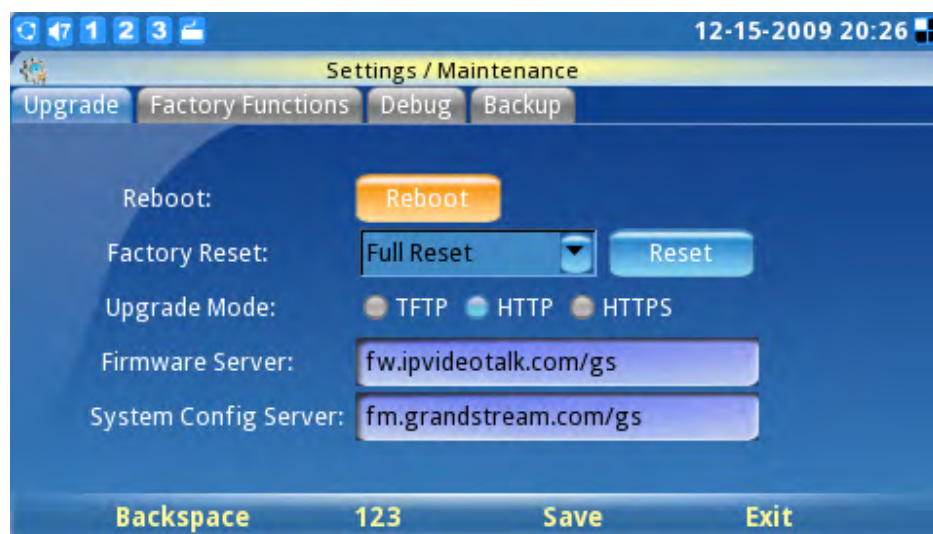 7 1 2 3 12-15-2009 20:26
Settings / Maintenance
Upgrade Factory Functions Debug Backup
Reboot: Reboot
Factory Reset: Full Reset Reset
Upgrade Mode: TFTP HTTP HTTPS
Firmware Server: fw.ipvideotalk.com/gs
System Config Server: fm.grandstream.com/gs
Backspace 123 Save Exit